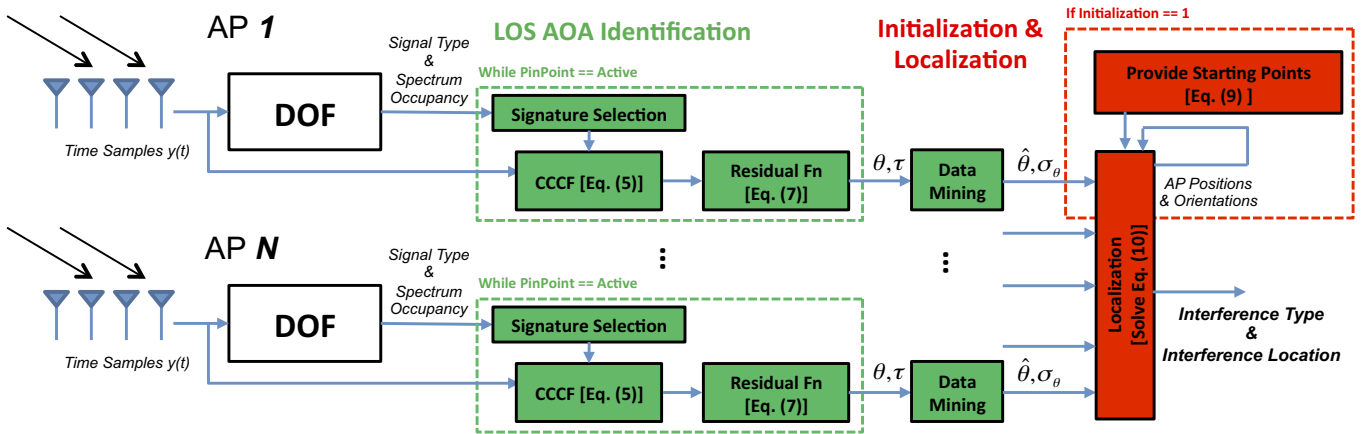 AP 1
Signal Type
&
Spectrum
Occupancy
LOS AOA Identification
Initialization &
Localization
If Initialization == 1
While PinPoint == Active
Provide Starting Points
[Eq. (9) ]
DOF
Signature Selection
Time Samples y(t)
CCCF [Eq. (5)]
Residual Fn
[Eq. (7)]
θ,τ
Data
Mining
θ̂,σ_θ
AP Positions
& Orientations
AP N
Signal Type
&
Spectrum
Occupancy
...
...
While PinPoint == Active
Localization
[Solve Eq. (10)]
DOF
Signature Selection
Interference Type
&
Interference Location
Time Samples y(t)
CCCF [Eq. (5)]
Residual Fn
[Eq. (7)]
θ,τ
Data
Mining
θ̂,σ_θ